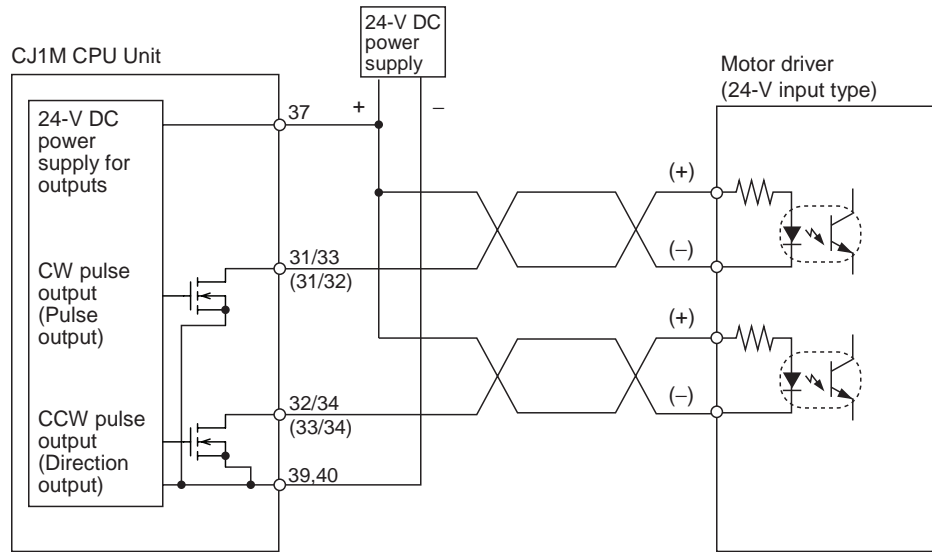 24-V DC
power
supply
CJ1M CPU Unit
Motor driver
(24-V input type)
+
−
37
24-V DC
power
supply for
outputs
(+)
31/33
(31/32)
(−)
CW pulse
output
(Pulse
output)
(+)
32/34
(33/34)
(−)
CCW pulse
output
(Direction
output)
39,40